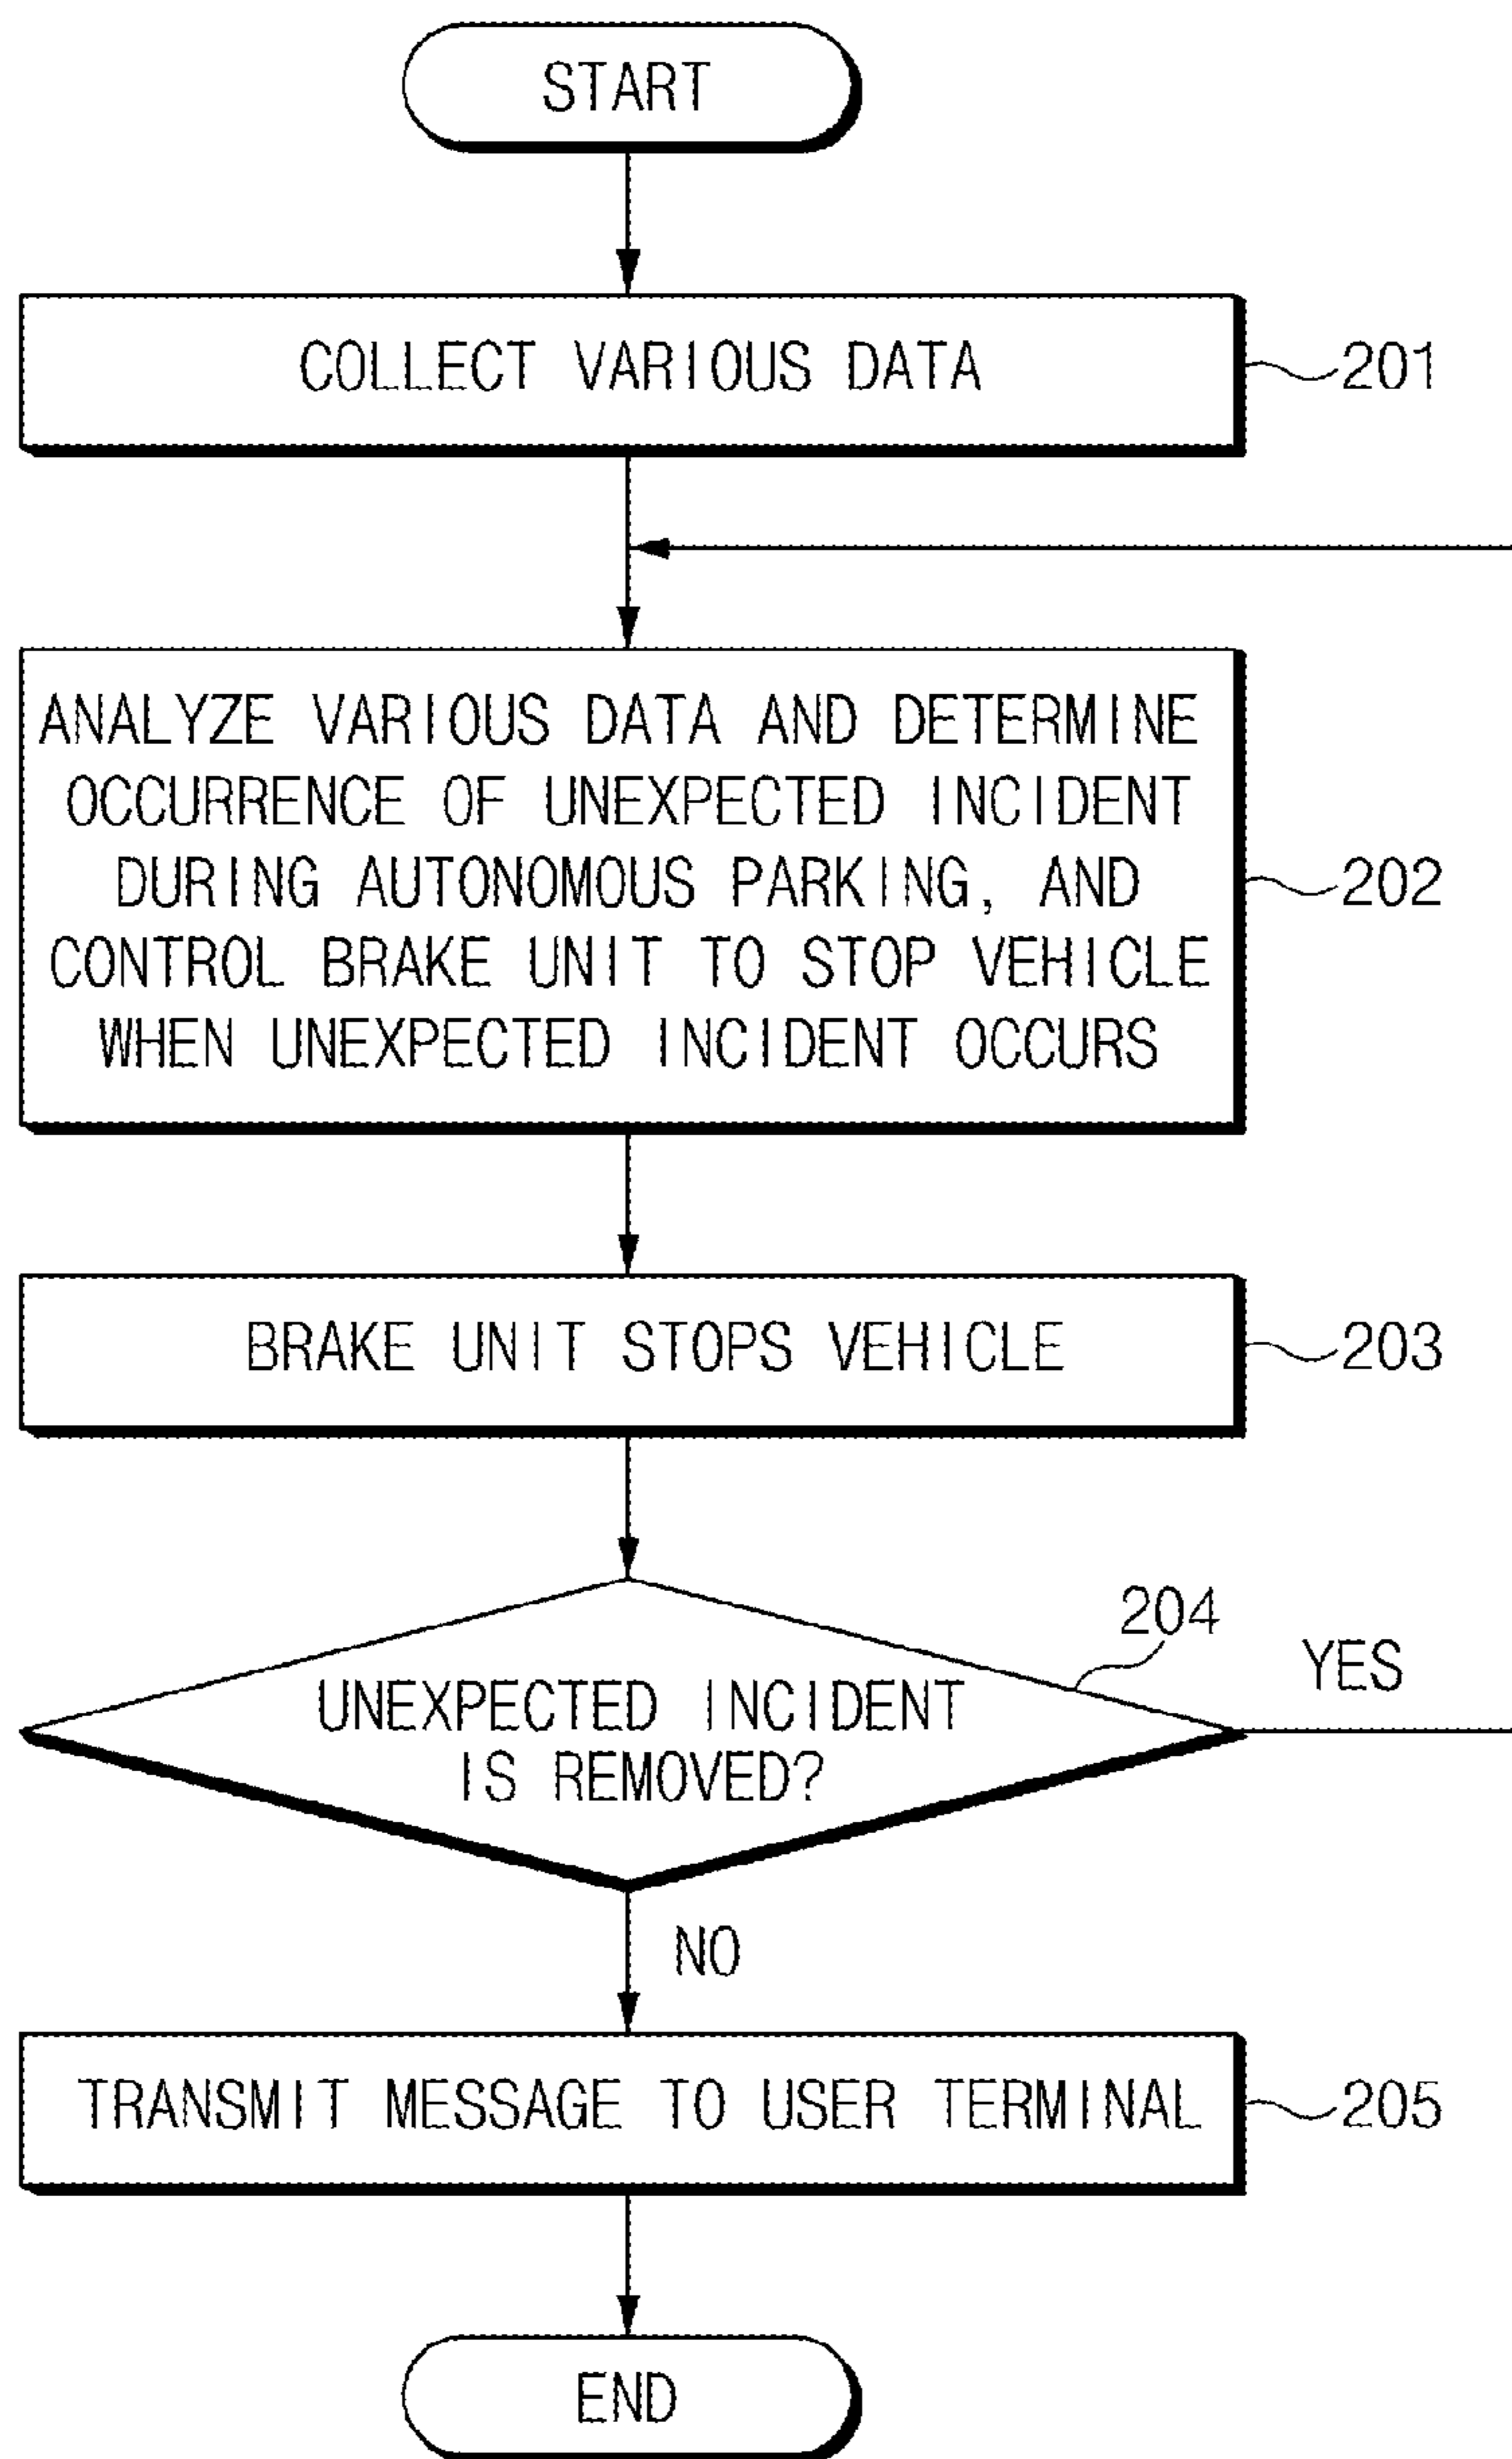 START
COLLECT VARIOUS DATA
201
ANALYZE VARIOUS DATA AND DETERMINE
OCCURRENCE OF UNEXPECTED INCIDENT
DURING AUTONOMOUS PARKING, AND
CONTROL BRAKE UNIT TO STOP VEHICLE
WHEN UNEXPECTED INCIDENT OCCURS
202
BRAKE UNIT STOPS VEHICLE
203
204
YES
UNEXPECTED INCIDENT
IS REMOVED?
NO
TRANSMIT MESSAGE TO USER TERMINAL
205
END